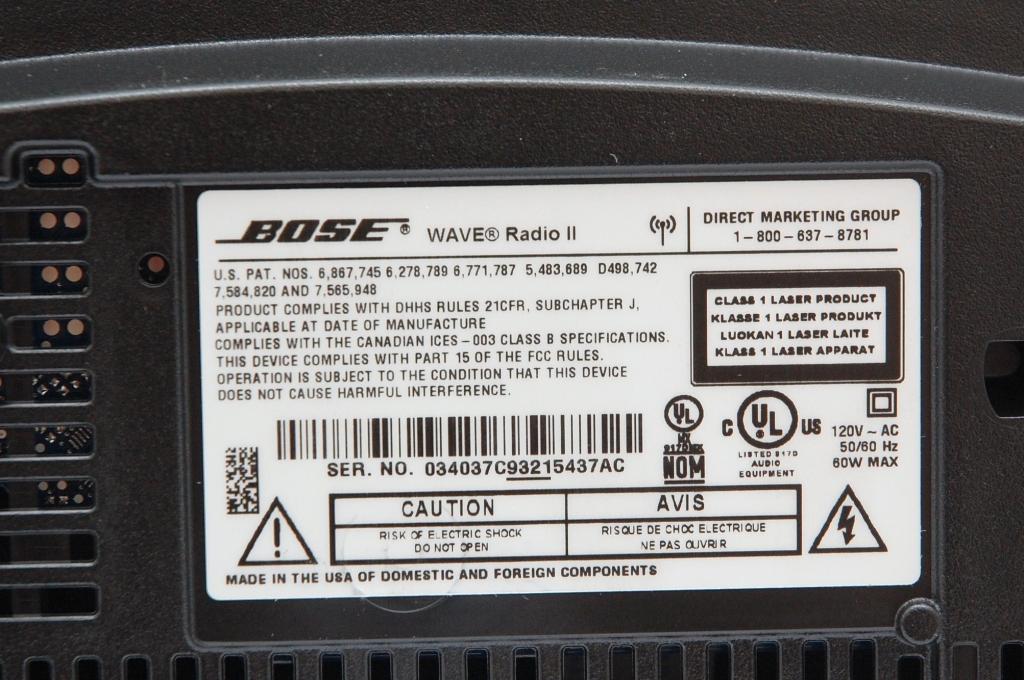 BOSE® WAVE® Radio II
DIRECT MARKETING GROUP
1-800-637-8781
U.S. PAT. NOS. 6,867,745 6,278,789 6,771,787 5,483,689 D498,742
7,584,820 AND 7,565,948
PRODUCT COMPLIES WITH DHHS RULES 21CFR, SUBCHAPTER J,
APPLICABLE AT DATE OF MANUFACTURE
COMPLIES WITH THE CANADIAN ICES-003 CLASS B SPECIFICATIONS.
THIS DEVICE COMPLIES WITH PART 15 OF THE FCC RULES.
OPERATION IS SUBJECT TO THE CONDITION THAT THIS DEVICE
DOES NOT CAUSE HARMFUL INTERFERENCE.
CLASS 1 LASER PRODUCT
KLASSE 1 LASER PRODUKT
LUOKAN 1 LASER LAITE
KLASS 1 LASER APPARAT
SER. NO. 034037C93215437AC
UL
MX
NOM
C UL US
LISTED 917D
AUDIO
EQUIPMENT
120V ~ AC
50/60 Hz
60W MAX
CAUTION
RISK OF ELECTRIC SHOCK
DO NOT OPEN
AVIS
RISQUE DE CHOC ELECTRIQUE
NE PAS OUVRIR
MADE IN THE USA OF DOMESTIC AND FOREIGN COMPONENTS